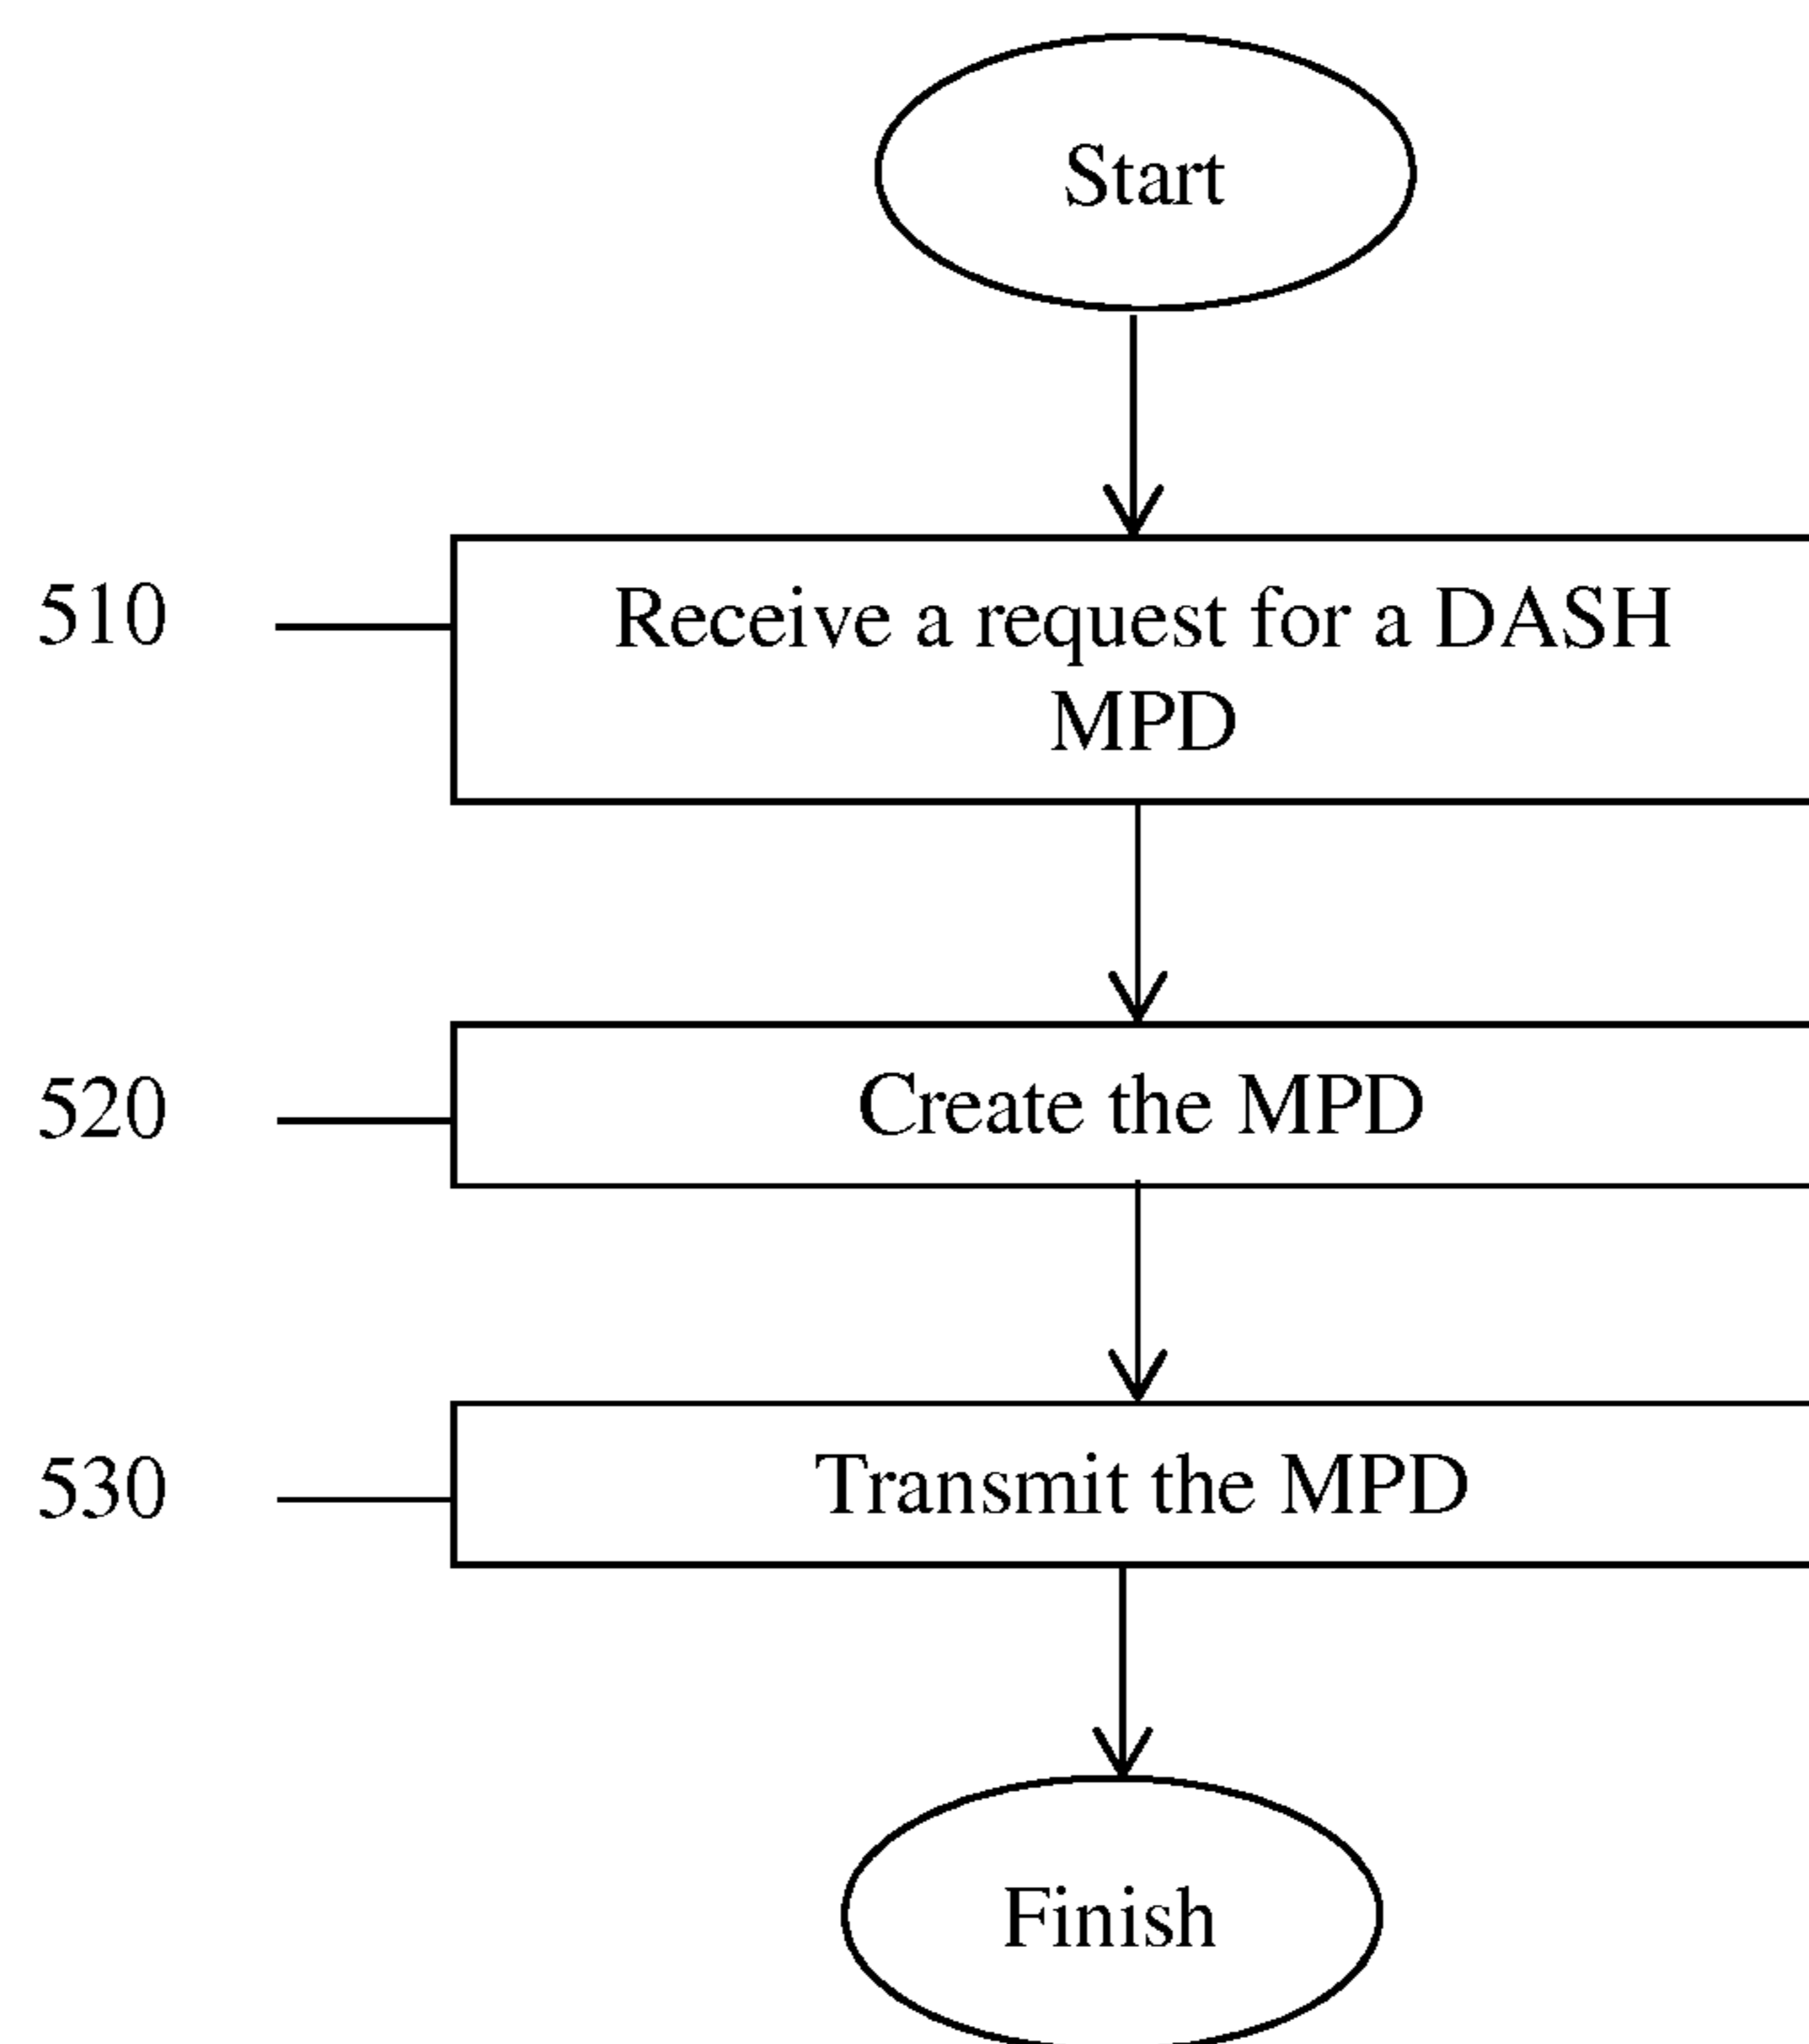 Start
510
Receive a request for a DASH
MPD
520
Create the MPD
530
Transmit the MPD
Finish